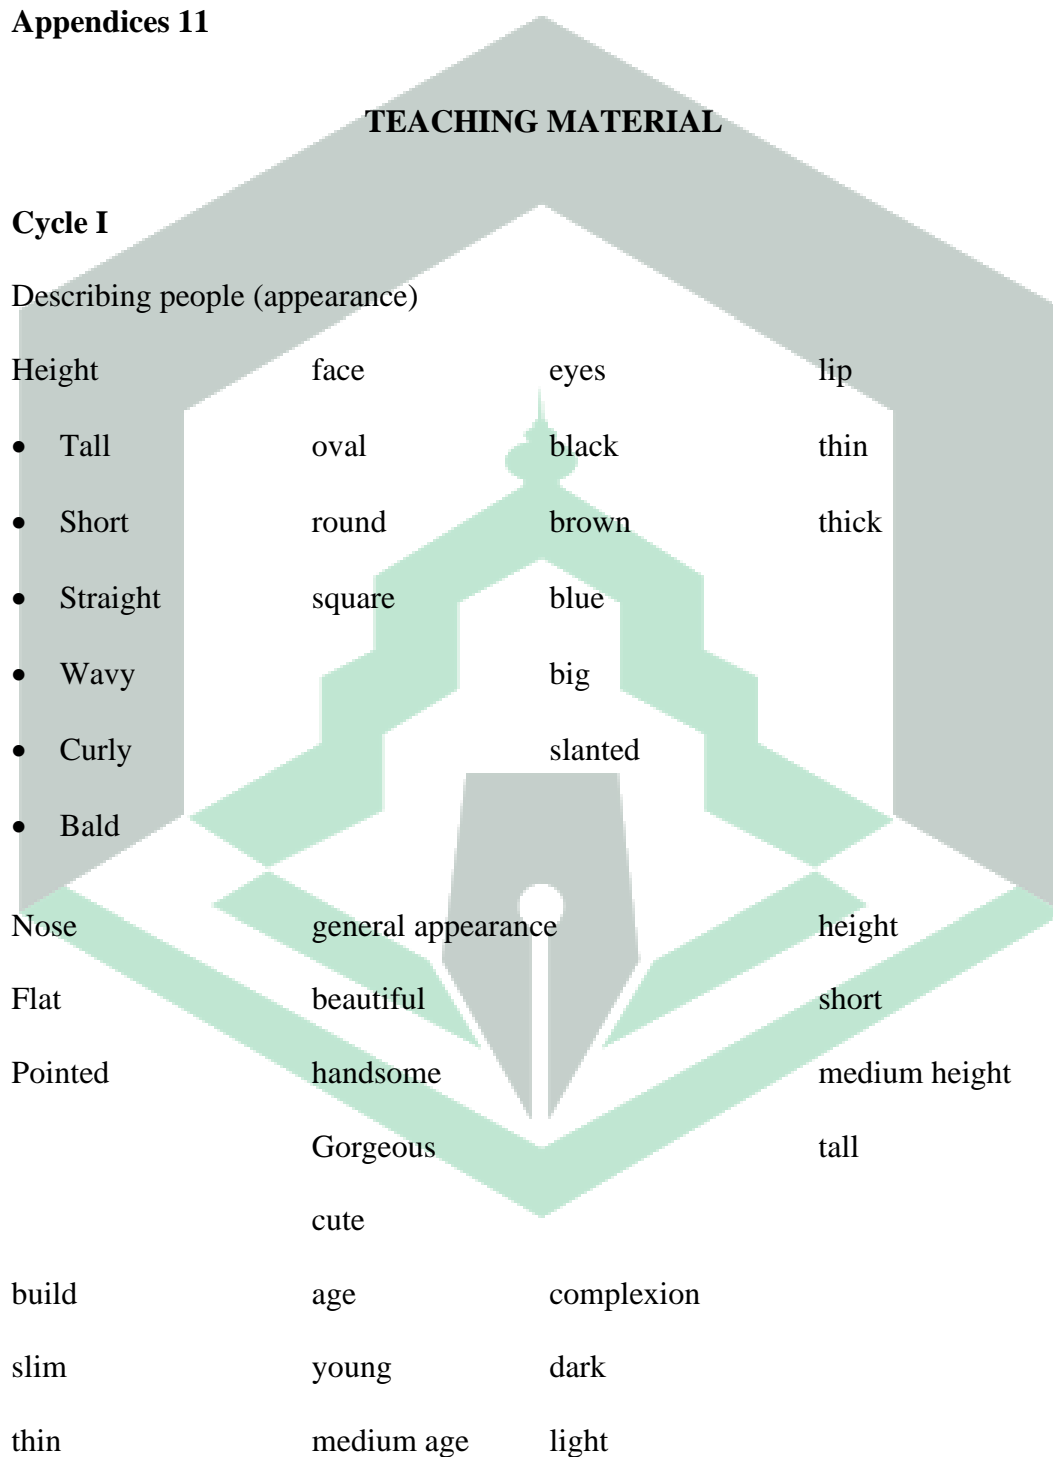 Appendices 11
TEACHING MATERIAL
Cycle I
Describing people (appearance)
Height face eyes lip
• Tall oval black thin
• Short round brown thick
• Straight square blue
• Wavy big
• Curly slanted
• Bald
Nose general appearance height
Flat beautiful short
Pointed handsome medium height
Gorgeous tall
cute
build age complexion
slim young dark
thin medium age light